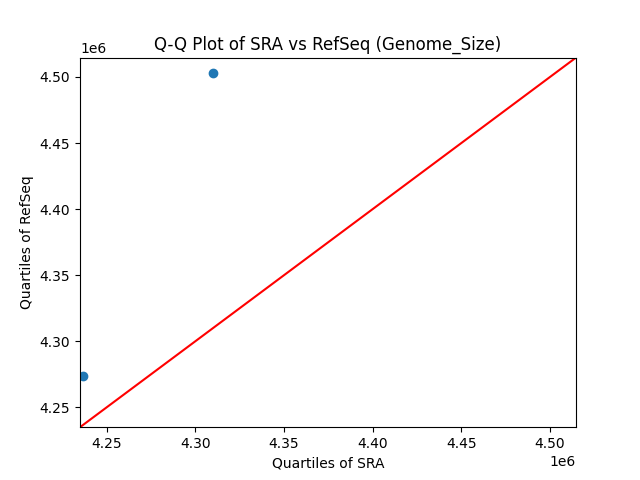 Q-Q Plot of SRA vs RefSeq (Genome_Size)
1e6
4.50
4.45
4.40
4.35
4.30
4.25
Quartiles of RefSeq
4.25 4.30 4.35 4.40 4.45 4.50
1e6
Quartiles of SRA